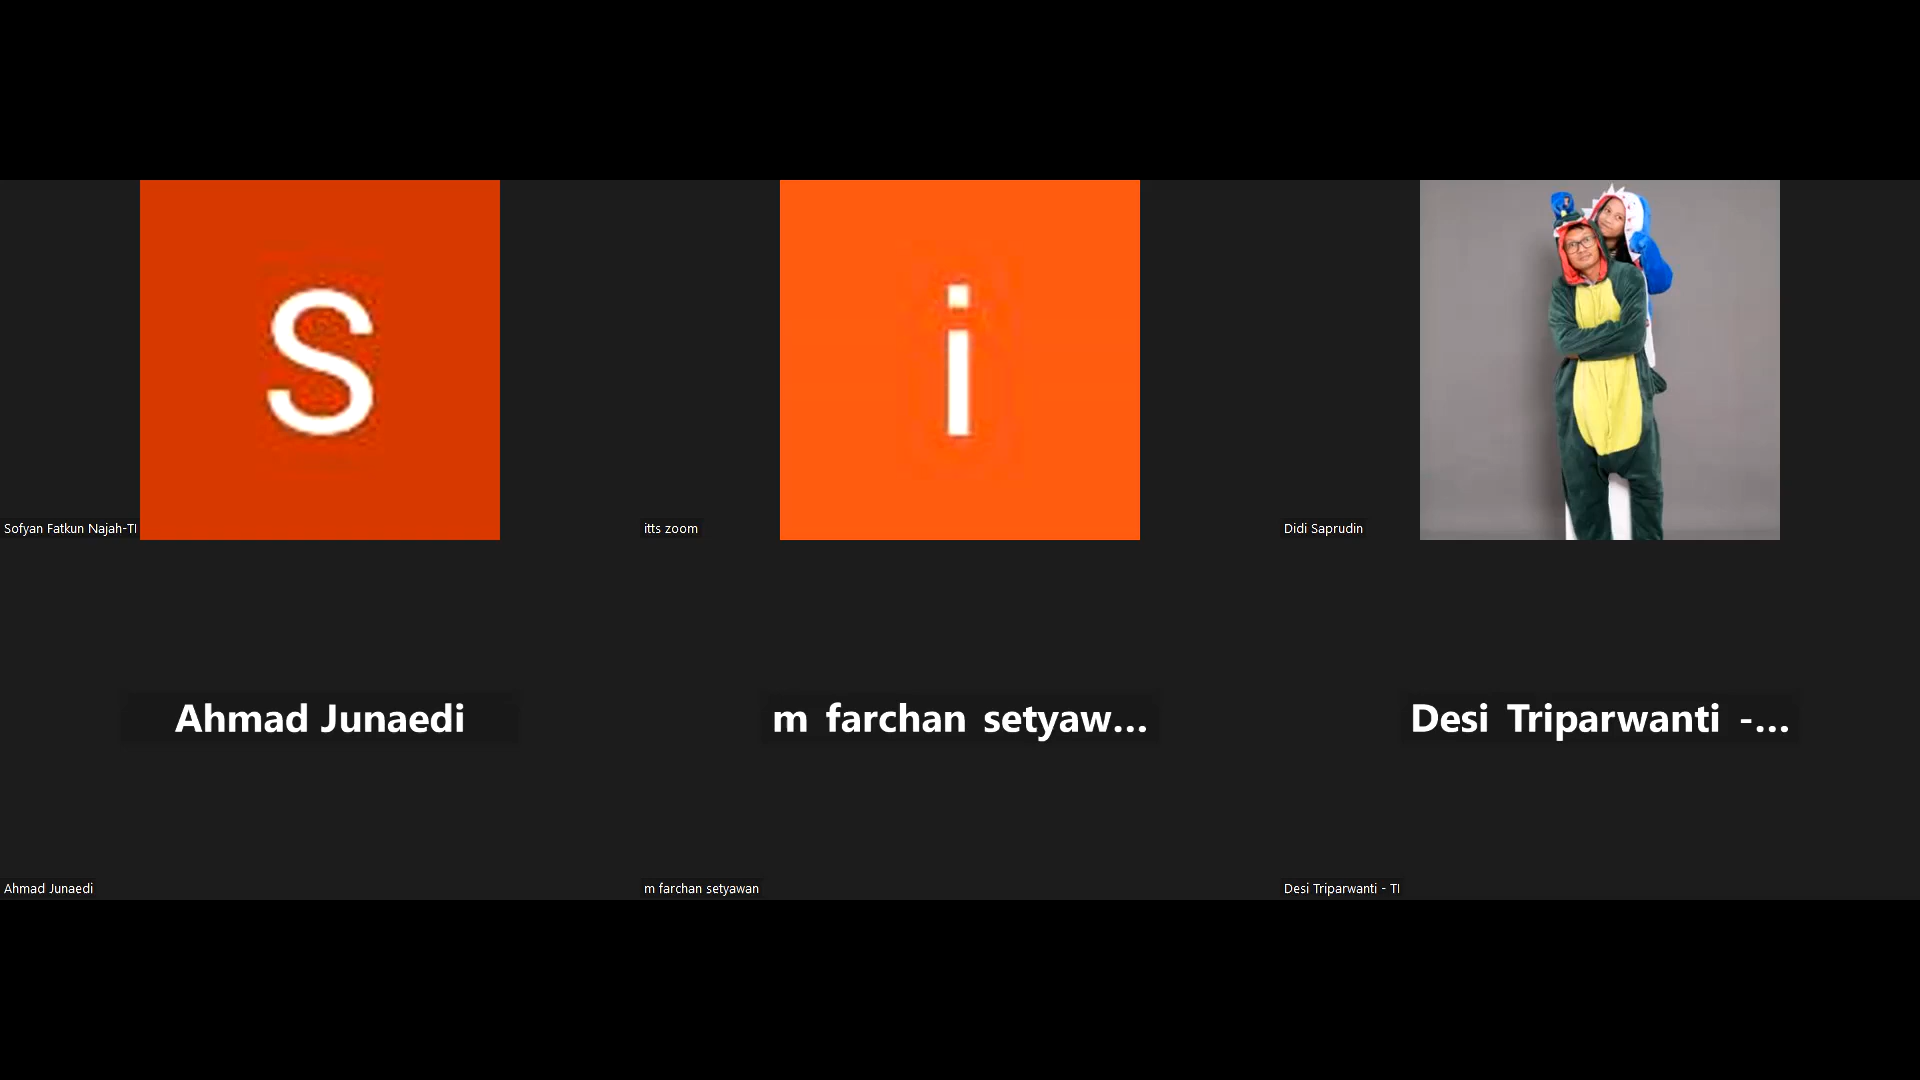 S
i
Sofyan Fatkun Najah-TI
itts zoom
Didi Saprudin
Ahmad Junaedi
m farchan setyaw...
Desi Triparwanti -...
Ahmad Junaedi
m farchan setyawan
Desi Triparwanti - TI